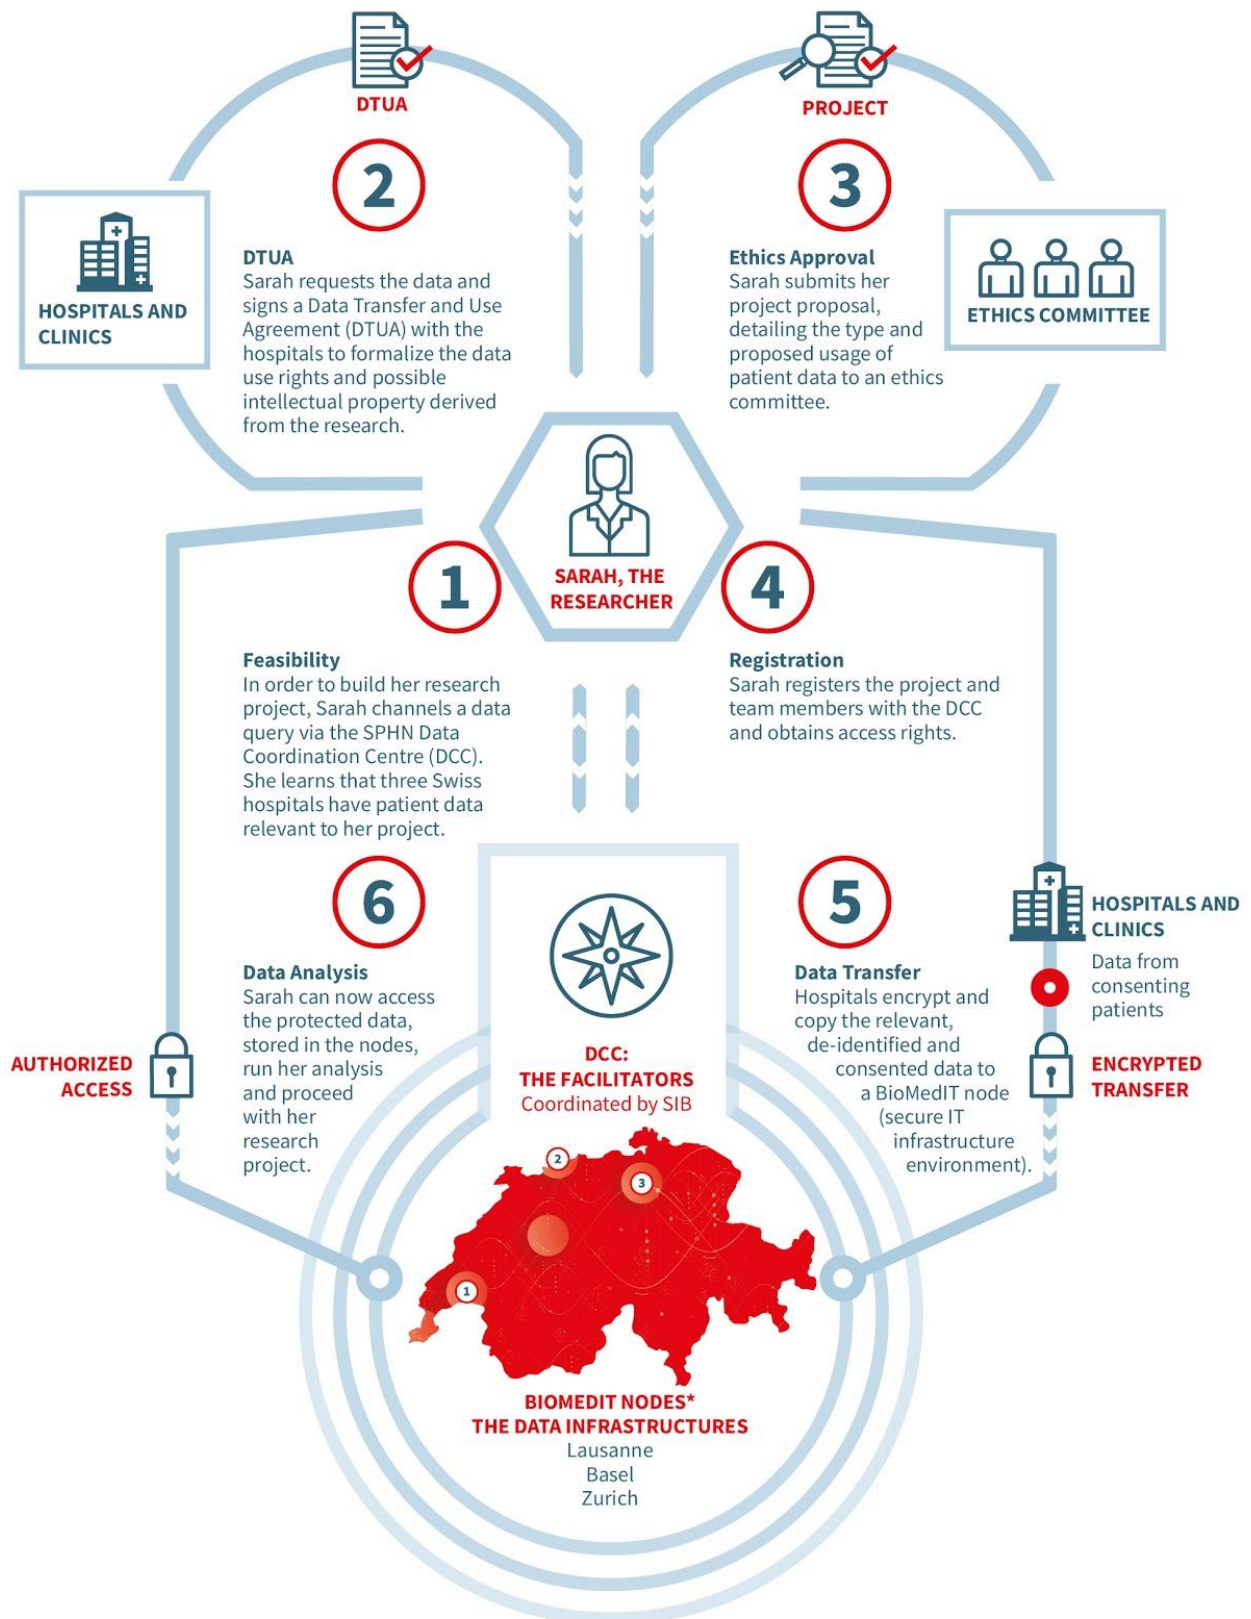 DTUA
2
HOSPITALS AND
CLINICS
DTUA
Sarah requests the data and
signs a Data Transfer and Use
Agreement (DTUA) with the
hospitals to formalize the data
use rights and possible
intellectual property derived
from the research.
PROJECT
3
Ethics Approval
Sarah submits her
project proposal,
detailing the type and
proposed usage of
patient data to an ethics
committee.
ETHICS COMMITTEE
SARAH, THE
RESEARCHER
1
Feasibility
In order to build her research
project, Sarah channels a data
query via the SPHN Data
Coordination Centre (DCC).
She learns that three Swiss
hospitals have patient data
relevant to her project.
4
Registration
Sarah registers the project and
team members with the DCC
and obtains access rights.
6
Data Analysis
Sarah can now access
the protected data,
stored in the nodes,
run her analysis
and proceed
with her
research
project.
AUTHORIZED
ACCESS
5
Data Transfer
Hospitals encrypt and
copy the relevant,
de-identified and
consented data to
a BioMedIT node
(secure IT
infrastructure
environment).
HOSPITALS AND
CLINICS
Data from
consenting
patients
ENCRYPTED
TRANSFER
DCC:
THE FACILITATORS
Coordinated by SIB
2
3
1
BIOMEDIT NODES*
THE DATA INFRASTRUCTURES
Lausanne
Basel
Zurich